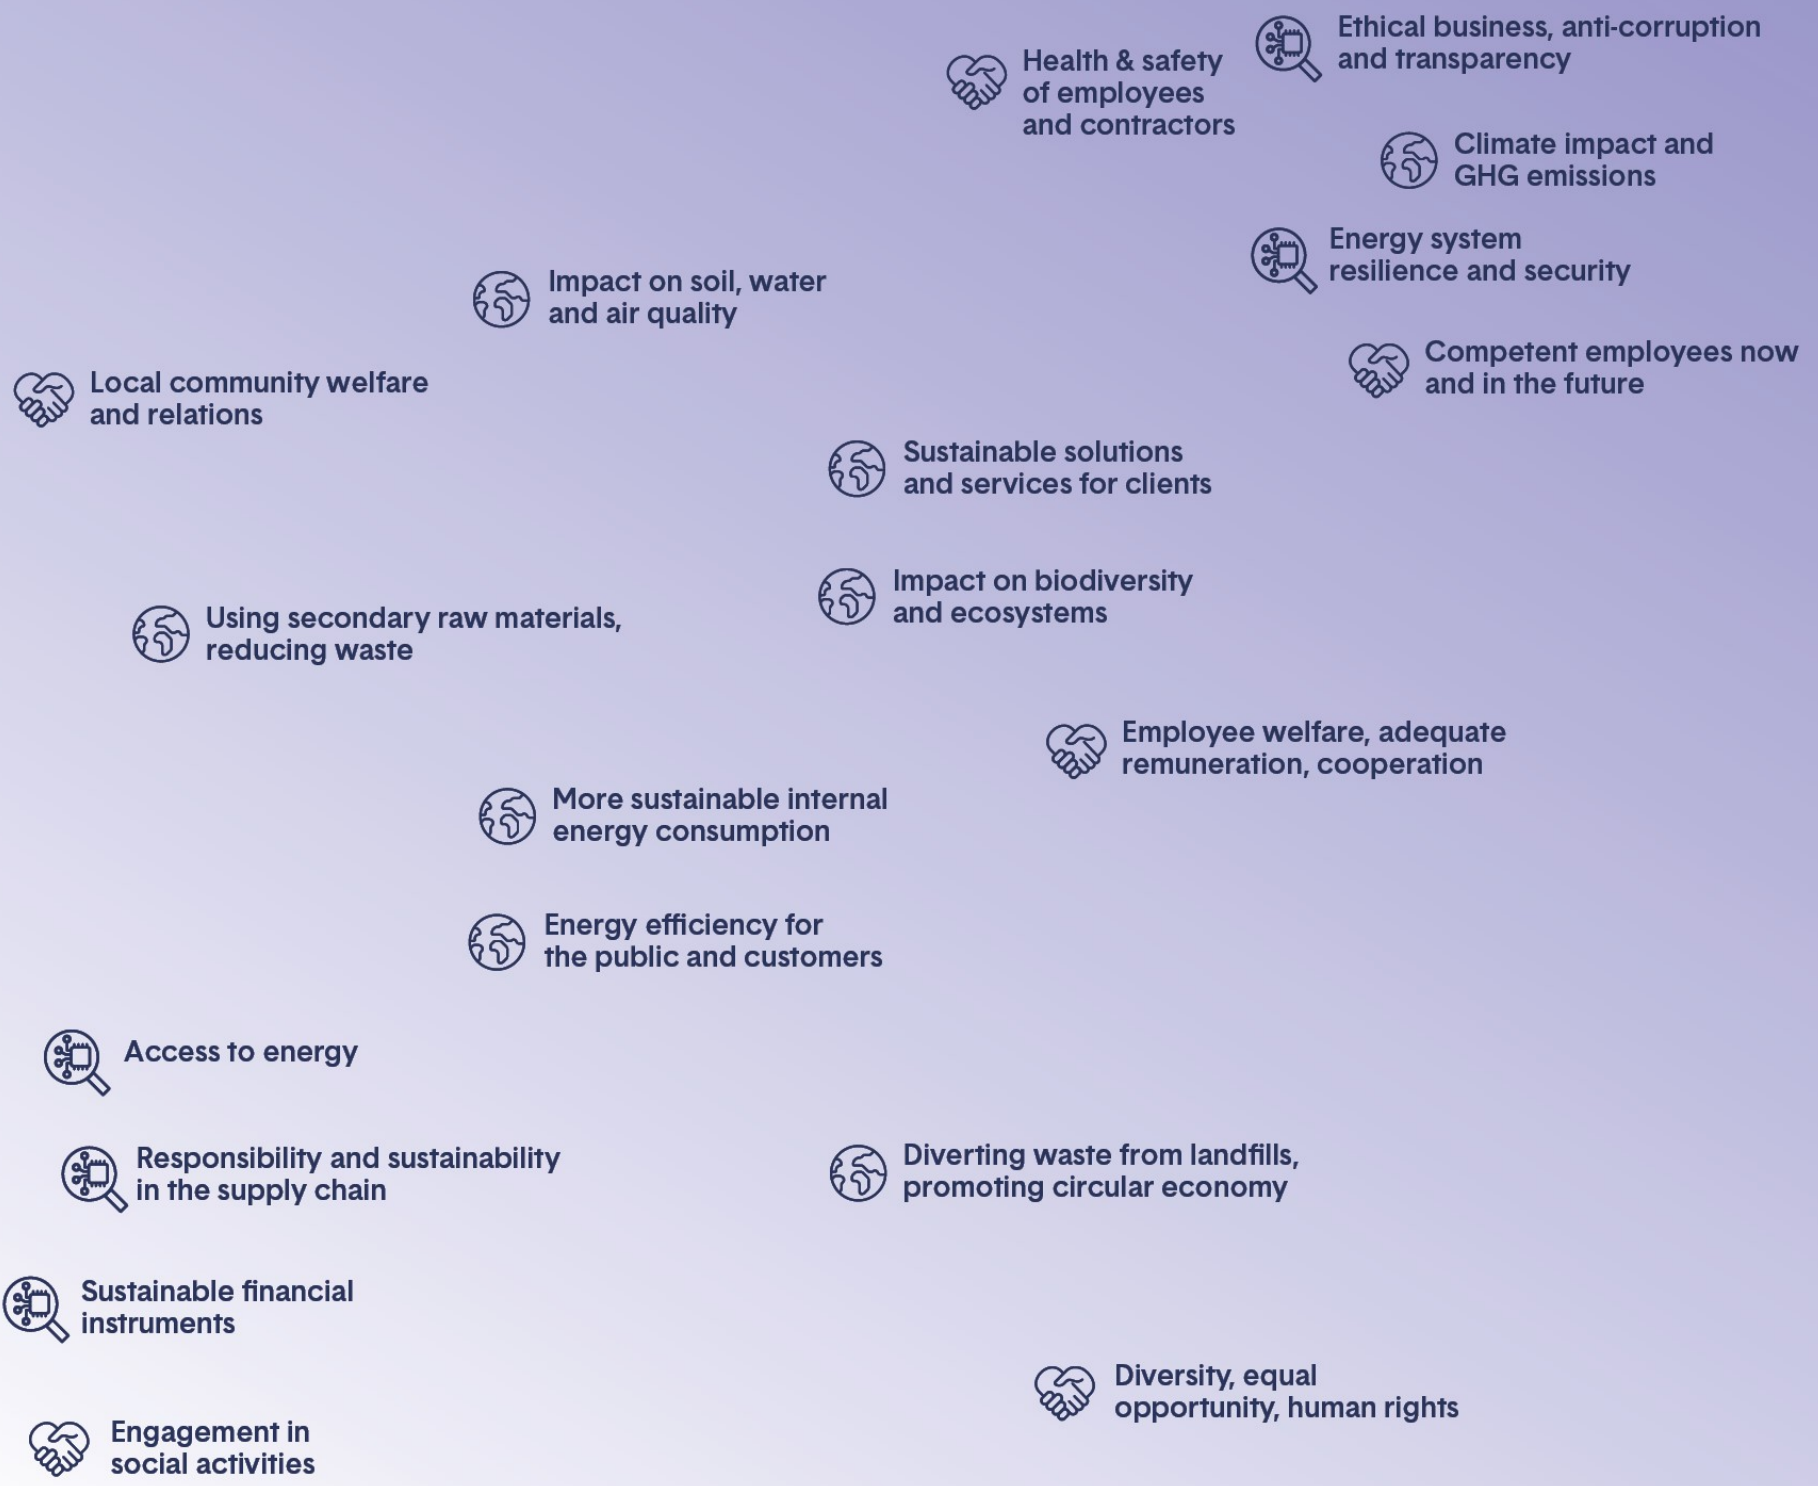 Ethical business, anti-corruption
and transparency
Health & safety
of employees
and contractors
Climate impact and
GHG emissions
Energy system
resilience and security
Impact on soil, water
and air quality
Competent employees now
and in the future
Local community welfare
and relations
Sustainable solutions
and services for clients
Impact on biodiversity
and ecosystems
Using secondary raw materials,
reducing waste
Employee welfare, adequate
remuneration, cooperation
More sustainable internal
energy consumption
Energy efficiency for
the public and customers
Access to energy
Responsibility and sustainability
in the supply chain
Diverting waste from landfills,
promoting circular economy
Sustainable financial
instruments
Diversity, equal
opportunity, human rights
Engagement in
social activities